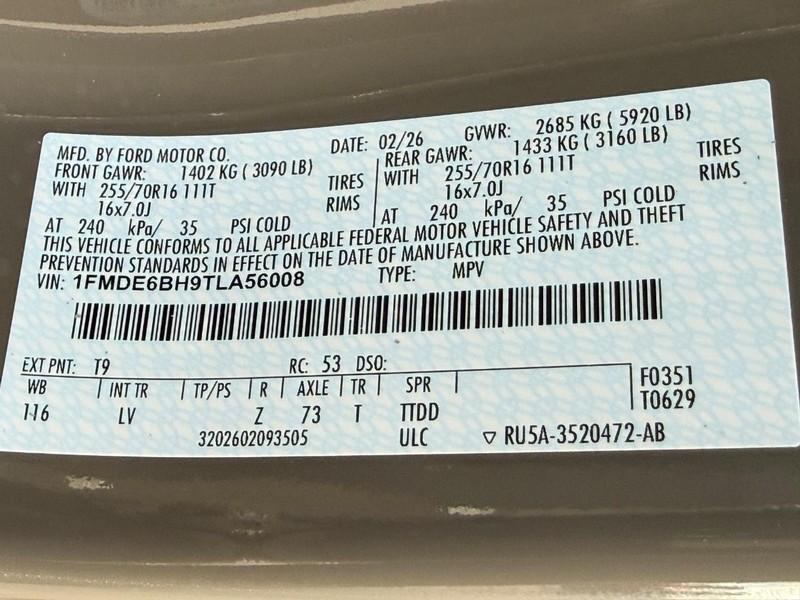 MFD. BY FORD MOTOR CO. DATE: 02/26 GVWR: 2685 KG ( 5920 LB)
FRONT GAWR: 1402 KG ( 3090 LB) REAR GAWR: 1433 KG ( 3160 LB)
WITH 255/70R16 111T TIRES WITH 255/70R16 111T TIRES
16x7.0J RIMS 16x7.0J RIMS
AT 240 kPa/ 35 PSI COLD AT 240 kPa/ 35 PSI COLD
THIS VEHICLE CONFORMS TO ALL APPLICABLE FEDERAL MOTOR VEHICLE SAFETY AND THEFT
PREVENTION STANDARDS IN EFFECT ON THE DATE OF MANUFACTURE SHOWN ABOVE.
VIN: 1FMDE6BH9TLA56008 TYPE: MPV
EXT PNT: T9 RC: 53 DSO:
WB INT TR TP/PS R AXLE TR SPR F0351
116 LV Z 73 T TTDD T0629
3202602093505 ULC ▽ RU5A-3520472-AB